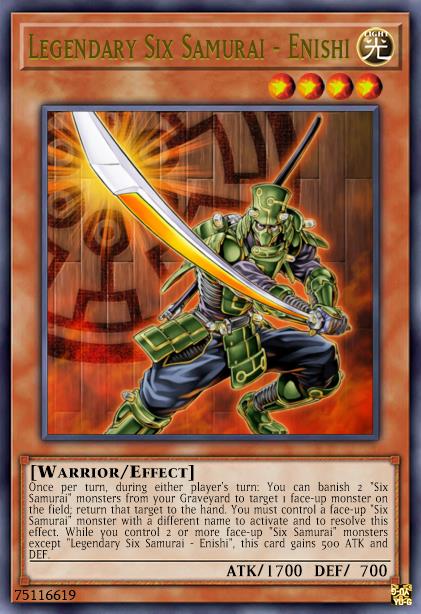 Legendary Six Samurai - Enishi
LIGHT
光
[Warrior/Effect]
Once per turn, during either player's turn: You can banish 2 "Six
Samurai" monsters from your Graveyard to target 1 face-up monster on
the field; return that target to the hand. You must control a face-up "Six
Samurai" monster with a different name to activate and to resolve this
effect. While you control 2 or more face-up "Six Samurai" monsters
except "Legendary Six Samurai - Enishi", this card gains 500 ATK and
DEF.
ATK/1700 DEF/ 700
75116619